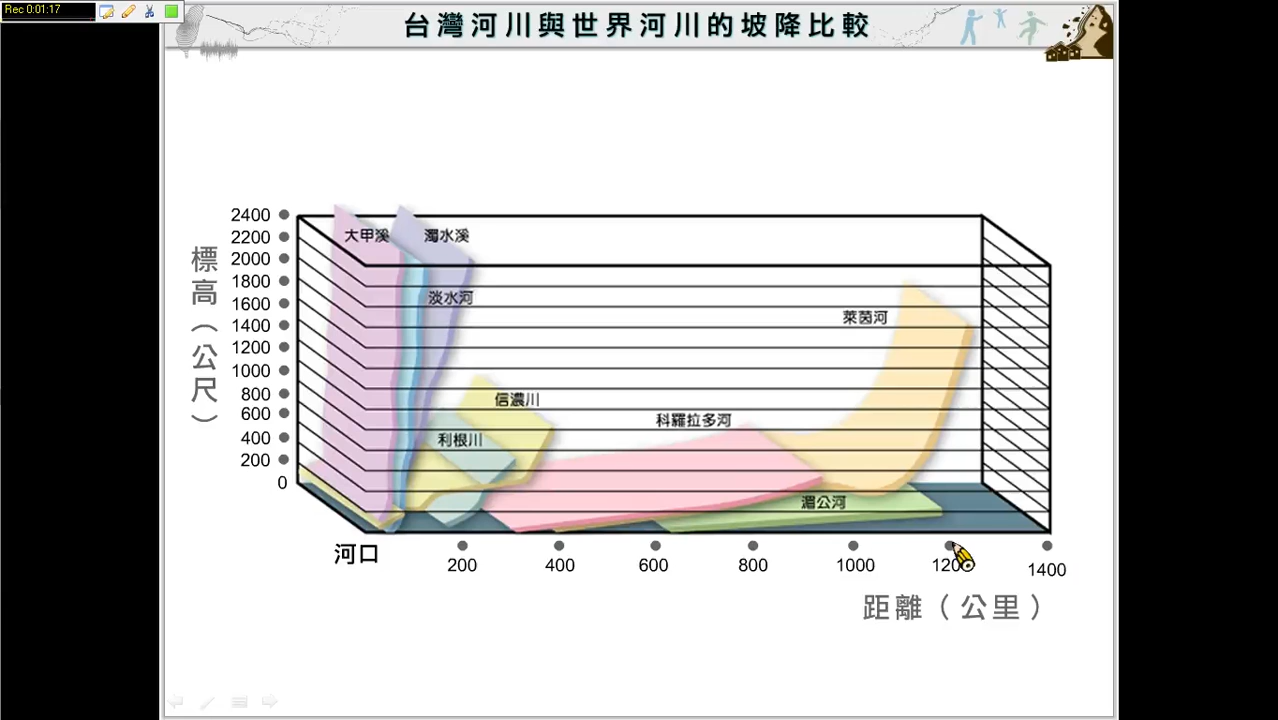 Rec 0:01:17
台灣河川與世界河川的坡降比較
標高（公尺）
2400
2200
2000
1800
1600
1400
1200
1000
800
600
400
200
0
大甲溪
濁水溪
淡水河
萊茵河
信濃川
科羅拉多河
利根川
湄公河
河口
200
400
600
800
1000
1200
1400
距離（公里）